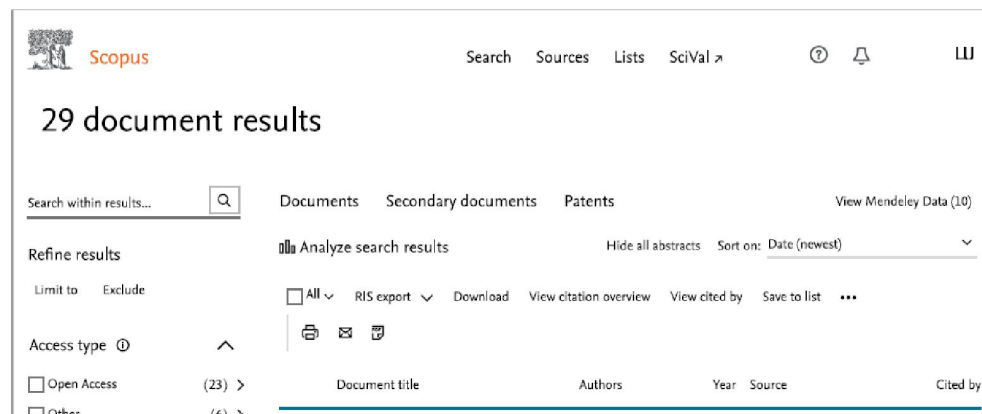 Scopus
Search Sources Lists SciVal ↗
29 document results
Search within results...
Documents Secondary documents Patents View Mendeley Data (10)
Refine results
Analyze search results Hide all abstracts Sort on: Date (newest)
Limit to Exclude
All RIS export Download View citation overview View cited by Save to list •••
Access type
Open Access (23) >
Document title Authors Year Source Cited by
Other (6) >